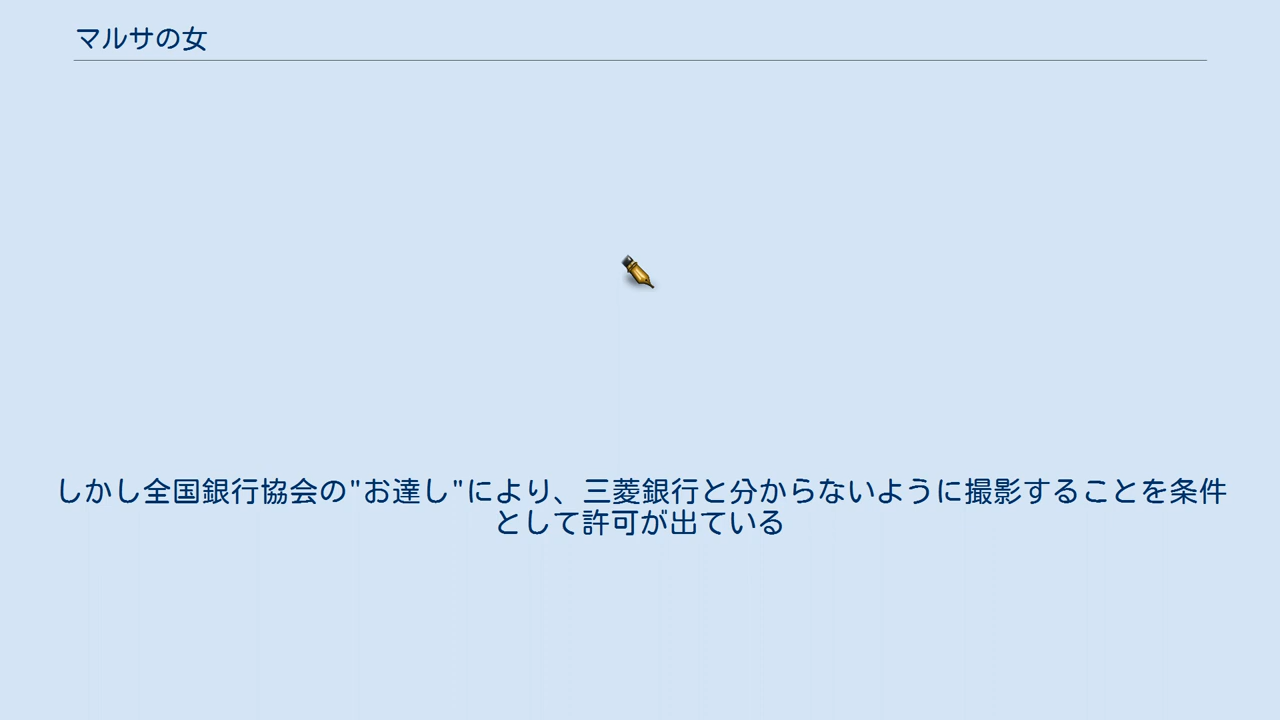 マルサの女
しかし全国銀行協会の"お達し"により、三菱銀行と分からないように撮影することを条件
として許可が出ている